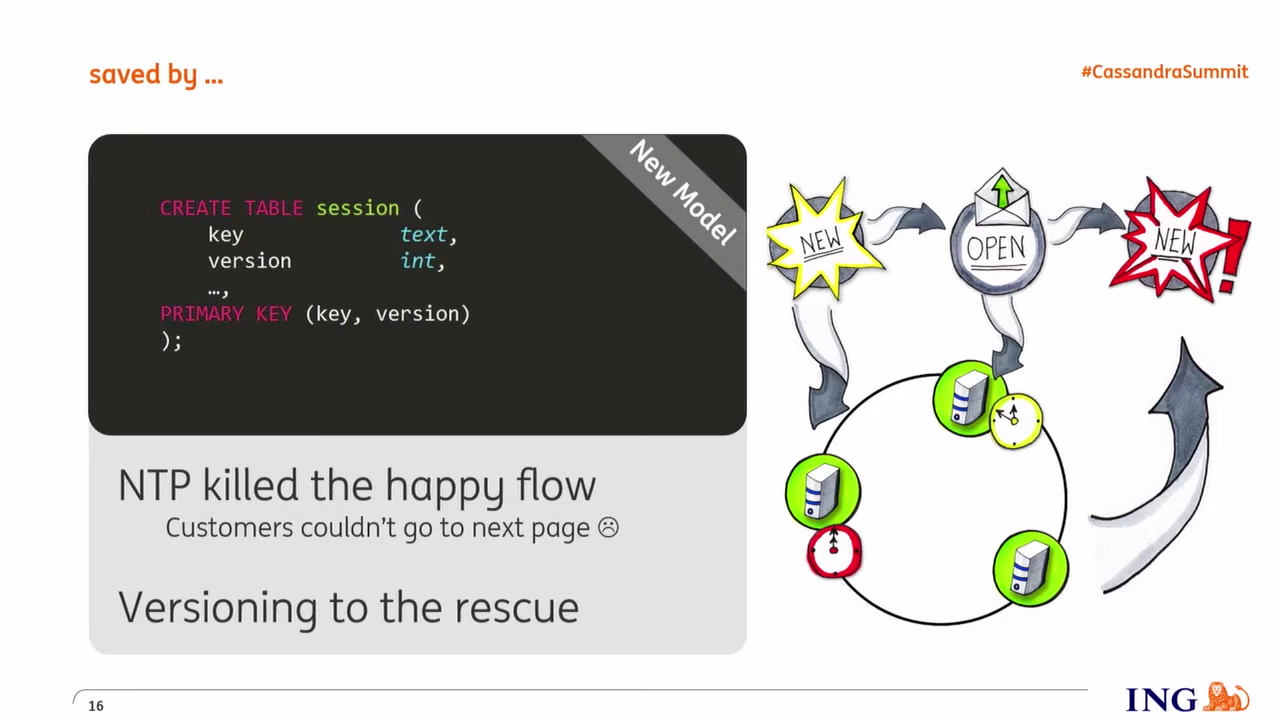 saved by ...
#CassandraSummit
New Model
CREATE TABLE session (
key text,
version int,
…,
PRIMARY KEY (key, version)
);
NTP killed the happy flow
Customers couldn't go to next page ☹
Versioning to the rescue
NEW
OPEN
NEW !
16
ING